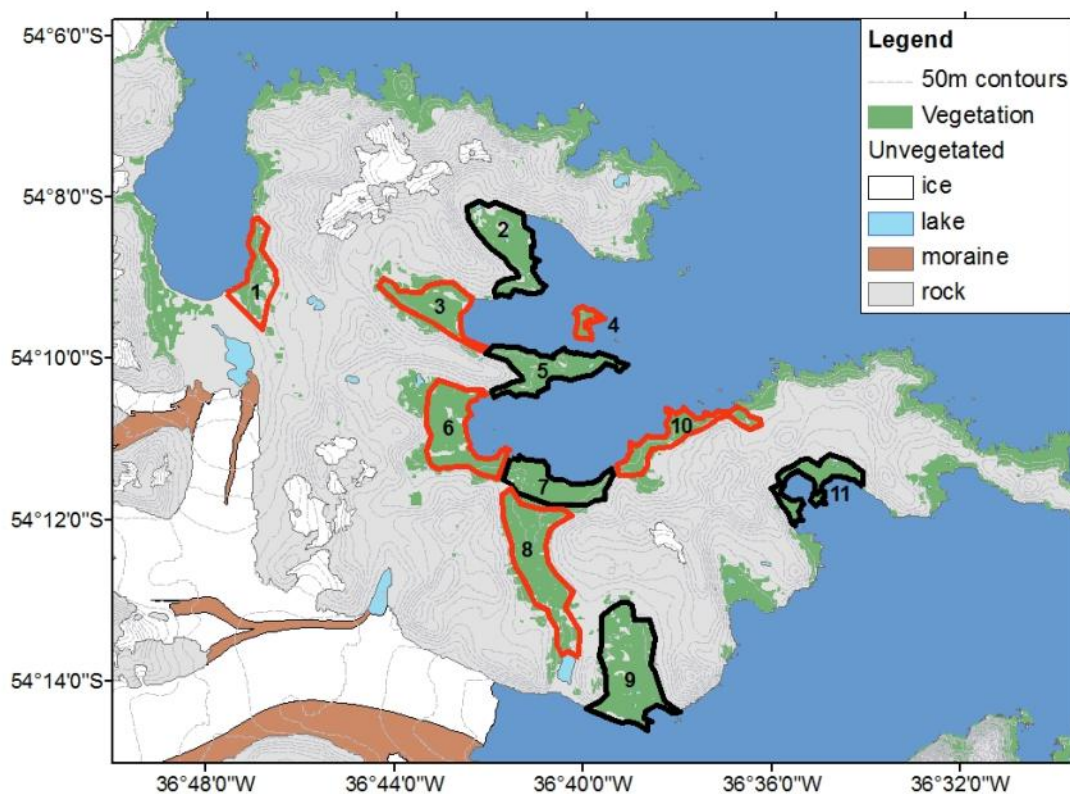 54°6'0"S
54°8'0"S
54°10'0"S
54°12'0"S
54°14'0"S
36°48'0"W
36°44'0"W
36°40'0"W
36°36'0"W
36°32'0"W
Legend
50m contours
Vegetation
Unvegetated
ice
lake
moraine
rock
1
2
3
4
5
6
7
8
9
10
11